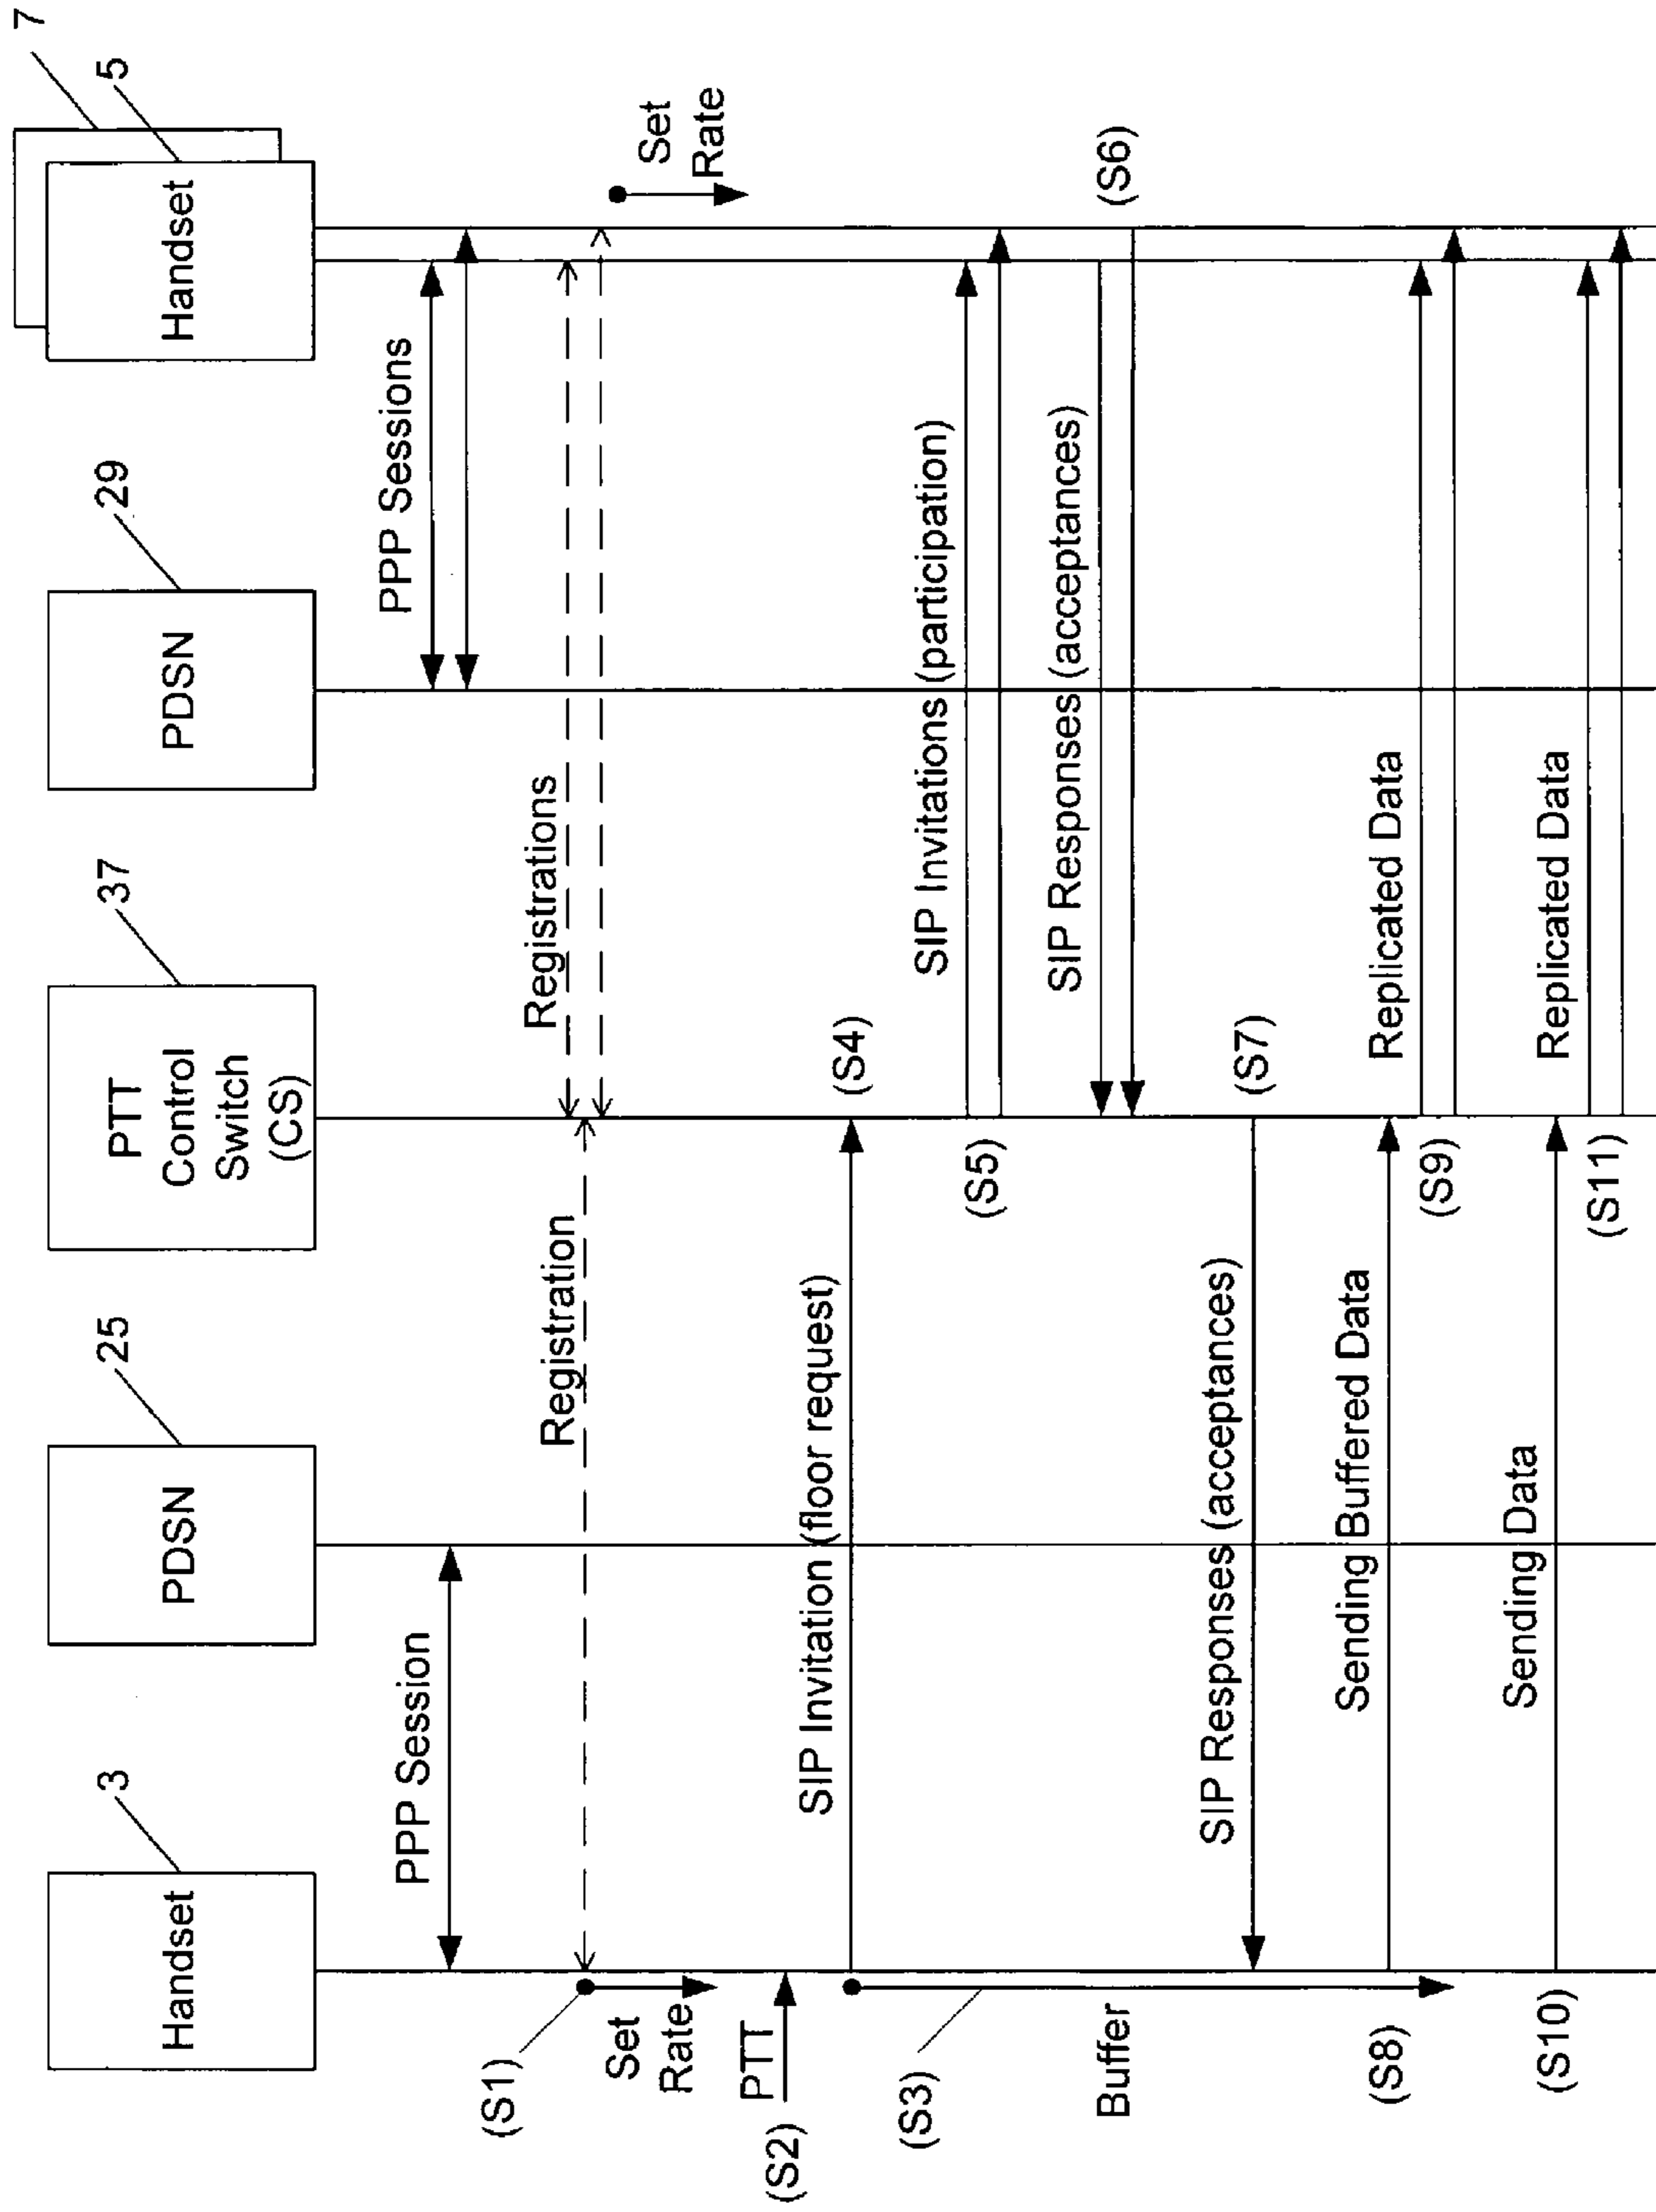 3
Handset
25
PDSN
37
PTT
Control
Switch
(CS)
29
PDSN
7
5
Handset
PPP Session
PPP Sessions
(S1)
Registration
Registrations
Set
Rate
Set
Rate
(S2)
PTT
SIP Invitation (floor request)
(S4)
(S3)
Buffer
(S5)
SIP Invitations (participation)
SIP Responses (acceptances)
(S6)
SIP Responses (acceptances)
(S7)
(S8)
Sending Buffered Data
(S9)
Replicated Data
(S10)
Sending Data
(S11)
Replicated Data